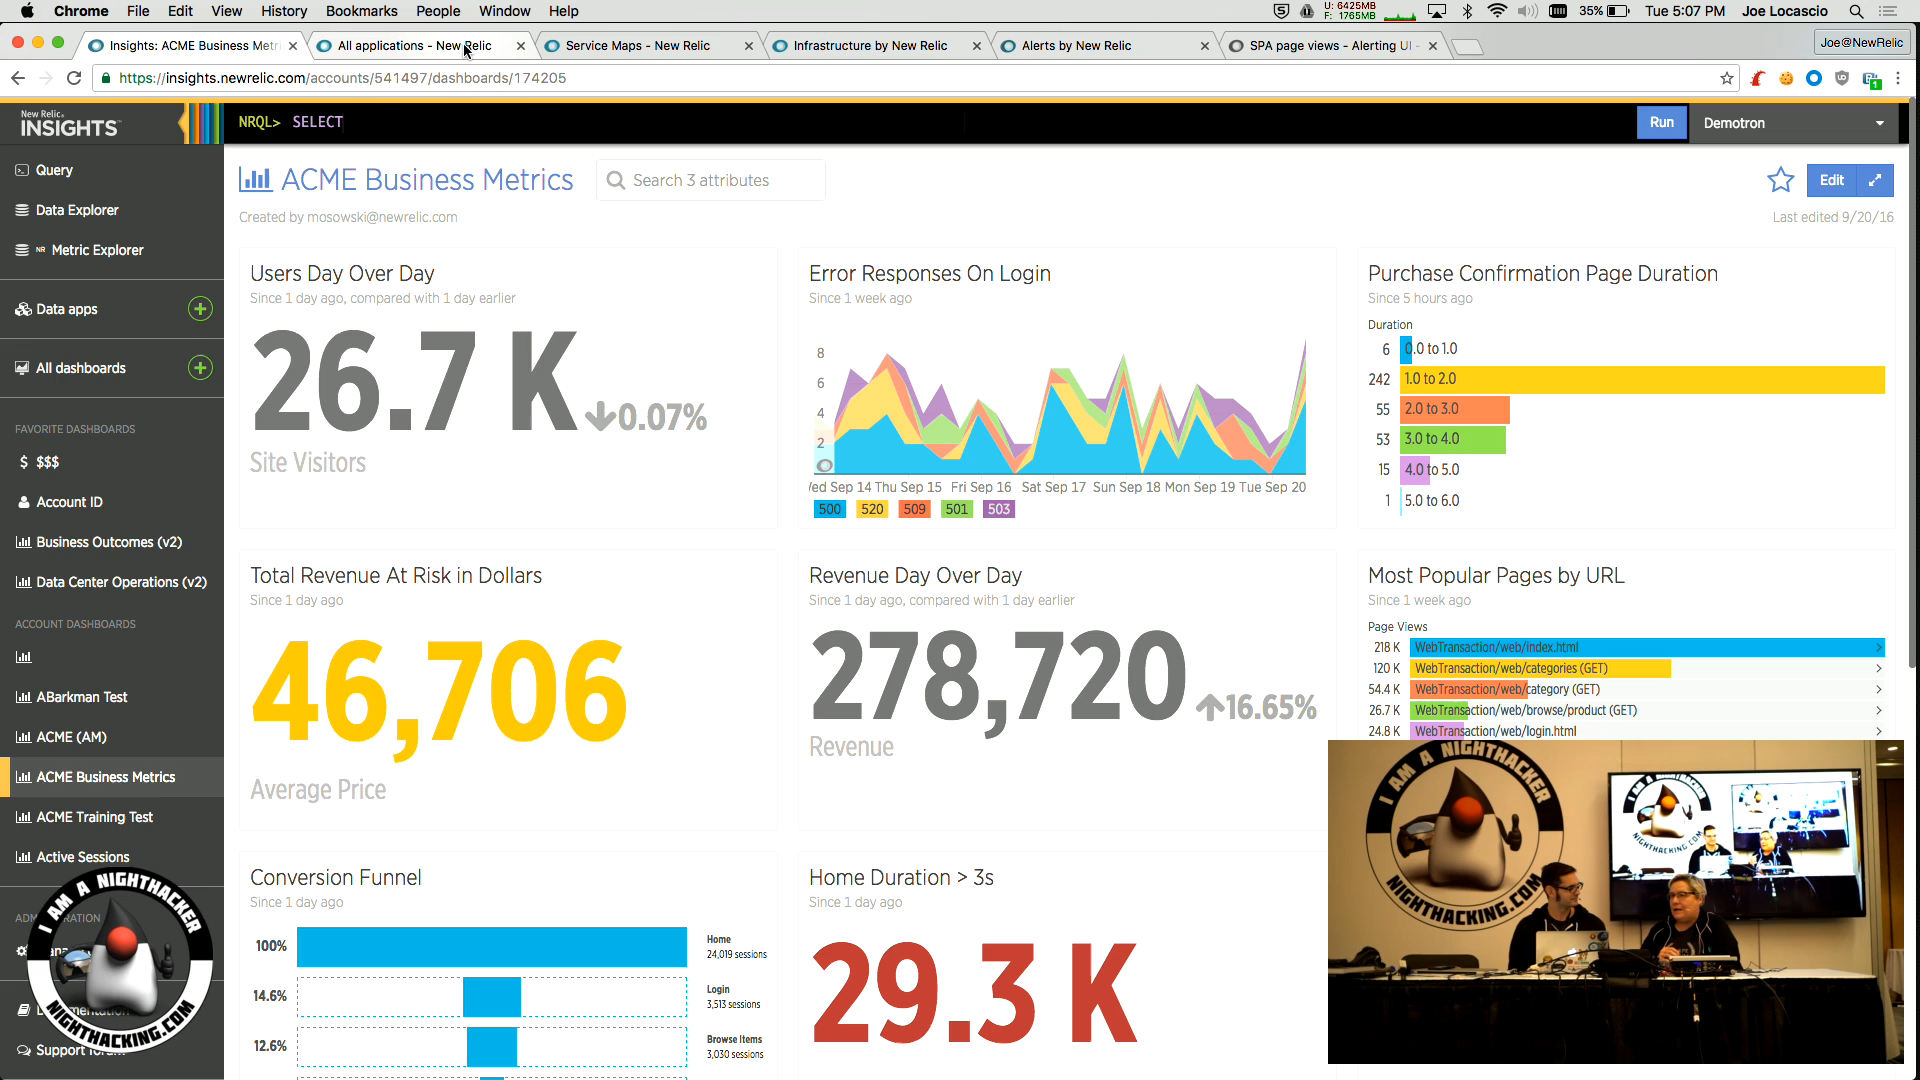 Chrome File Edit View History Bookmarks People Window Help
U: 6425MB
F: 1765MB
35% Tue 5:07 PM Joe Locascio
Insights: ACME Business Metri
All applications - New Relic
Service Maps - New Relic
Infrastructure by New Relic
Alerts by New Relic
SPA page views - Alerting UI -
Joe@NewRelic
https://insights.newrelic.com/accounts/541497/dashboards/174205
New Relic
INSIGHTS
NRQL> SELECT
Run
Demotron
Query
Data Explorer
NR Metric Explorer
Data apps
All dashboards
FAVORITE DASHBOARDS
$ $$$
Account ID
Business Outcomes (v2)
Data Center Operations (v2)
ACCOUNT DASHBOARDS
ABarkman Test
ACME (AM)
ACME Business Metrics
ACME Training Test
Active Sessions
ACME Business Metrics
Search 3 attributes
Edit
Created by mosowski@newrelic.com
Last edited 9/20/16
Users Day Over Day
Since 1 day ago, compared with 1 day earlier
26.7 K
0.07%
Site Visitors
Error Responses On Login
Since 1 week ago
8
6
4
2
ed Sep 14 Thu Sep 15 Fri Sep 16 Sat Sep 17 Sun Sep 18 Mon Sep 19 Tue Sep 20
500 520 509 501 503
Purchase Confirmation Page Duration
Since 5 hours ago
Duration
6 0.0 to 1.0
242 1.0 to 2.0
55 2.0 to 3.0
53 3.0 to 4.0
15 4.0 to 5.0
1 5.0 to 6.0
Total Revenue At Risk in Dollars
Since 1 day ago
46,706
Average Price
Revenue Day Over Day
Since 1 day ago, compared with 1 day earlier
278,720
16.65%
Revenue
Most Popular Pages by URL
Since 1 week ago
Page Views
218 K WebTransaction/web/index.html
120 K WebTransaction/web/categories (GET)
54.4 K WebTransaction/web/category (GET)
26.7 K WebTransaction/web/browse/product (GET)
24.8 K WebTransaction/web/login.html
Conversion Funnel
Since 1 day ago
100%
Home
24,019 sessions
14.6%
Login
3,513 sessions
12.6%
Browse Items
3,030 sessions
Home Duration > 3s
Since 1 day ago
29.3 K
I AM A NIGHTHACKER
NIGHTHACKING.COM
Support
I AM A NIGHTHACKER
NIGHTHACKING.COM